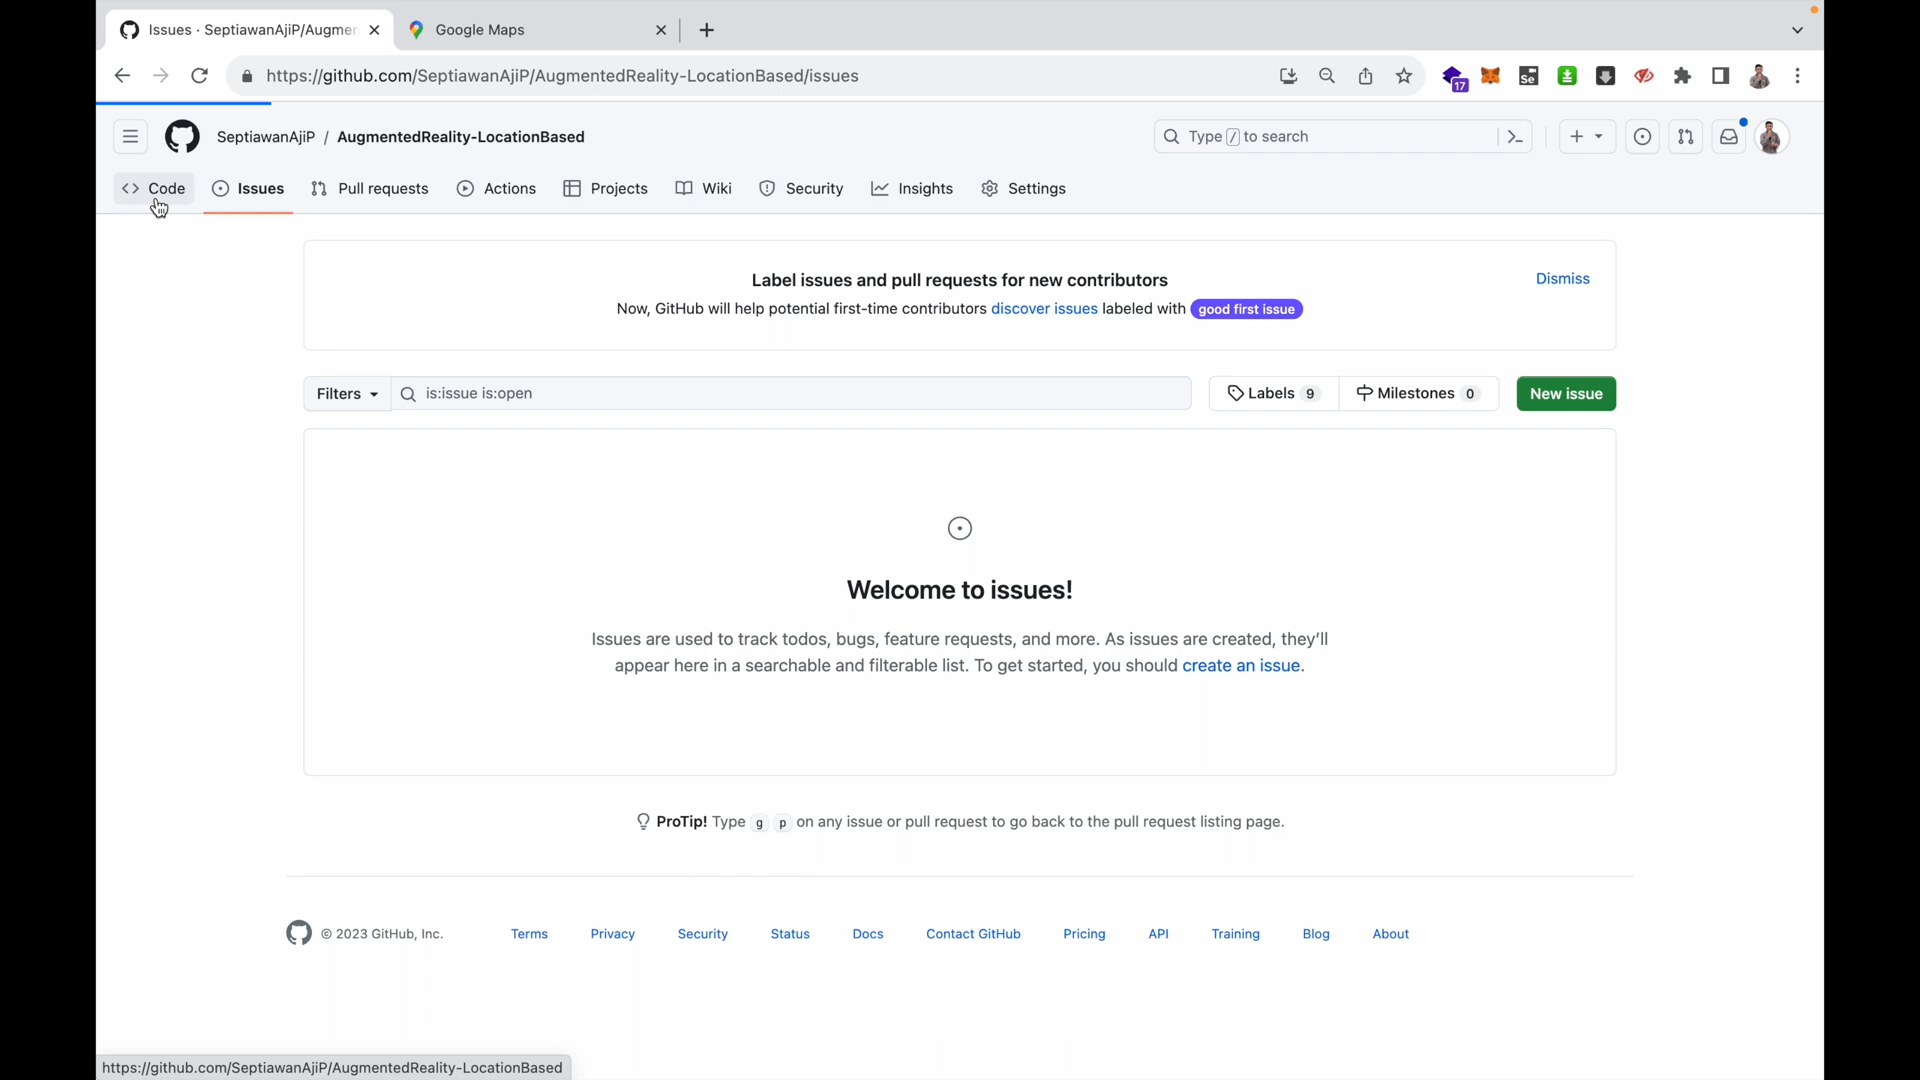 Issues · SeptiawanAjiP/Augmen
Google Maps
https://github.com/SeptiawanAjiP/AugmentedReality-LocationBased/issues
Se
17
SeptiawanAjiP / AugmentedReality-LocationBased
Type / to search
Code
Issues
Pull requests
Actions
Projects
Wiki
Security
Insights
Settings
Label issues and pull requests for new contributors
Dismiss
Now, GitHub will help potential first-time contributors discover issues labeled with good first issue
Filters
is:issue is:open
Labels 9
Milestones 0
New issue
Welcome to issues!
Issues are used to track todos, bugs, feature requests, and more. As issues are created, they’ll
appear here in a searchable and filterable list. To get started, you should create an issue.
ProTip! Type g p on any issue or pull request to go back to the pull request listing page.
© 2023 GitHub, Inc.
Terms
Privacy
Security
Status
Docs
Contact GitHub
Pricing
API
Training
Blog
About
https://github.com/SeptiawanAjiP/AugmentedReality-LocationBased